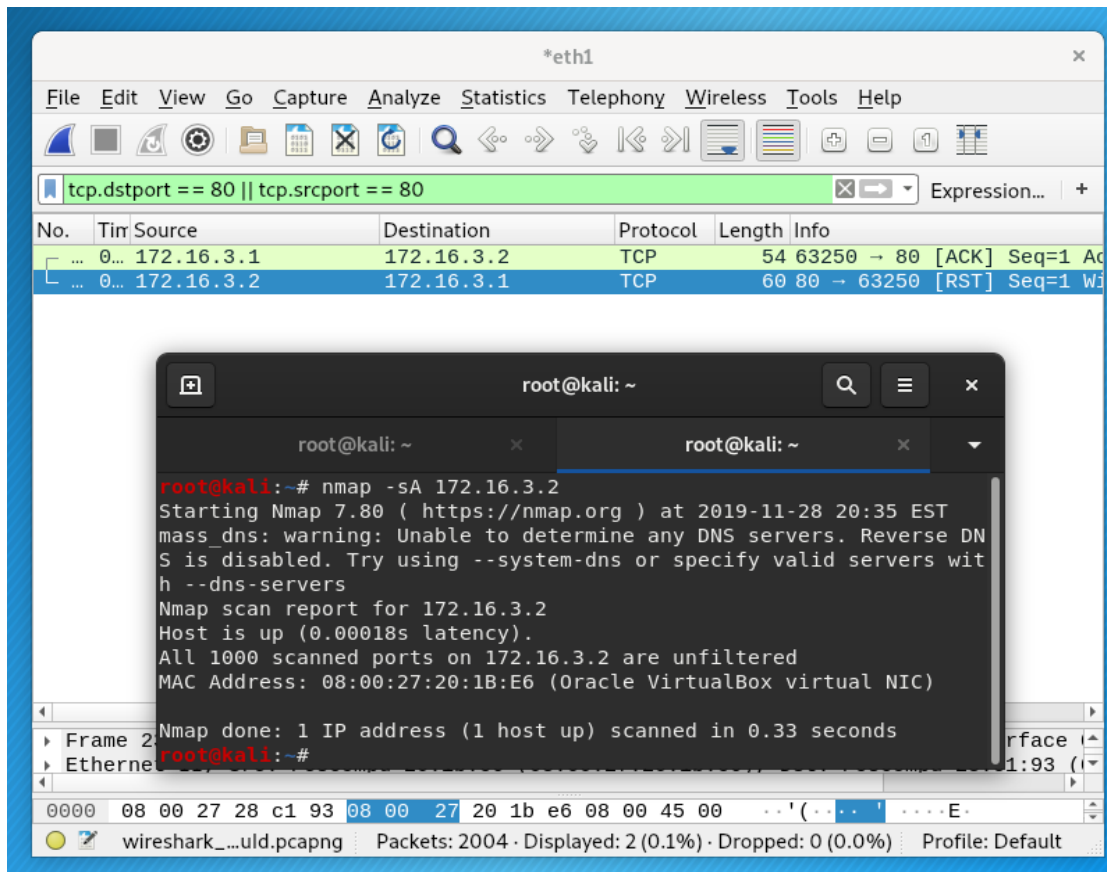 *eth1 ×
File Edit View Go Capture Analyze Statistics Telephony Wireless Tools Help
tcp.dstport == 80 || tcp.srcport == 80 Expression… +
No. Tim Source Destination Protocol Length Info
… 0… 172.16.3.1 172.16.3.2 TCP 54 63250 → 80 [ACK] Seq=1
… 0… 172.16.3.2 172.16.3.1 TCP 60 80 → 63250 [RST] Seq=1
root@kali: ~ ×
root@kali: ~ × root@kali: ~ ×
root@kali:~# nmap -sA 172.16.3.2
Starting Nmap 7.80 ( https://nmap.org ) at 2019-11-28 20:35 EST
mass_dns: warning: Unable to determine any DNS servers. Reverse DN
S is disabled. Try using --system-dns or specify valid servers wit
h --dns-servers
Nmap scan report for 172.16.3.2
Host is up (0.00018s latency).
All 1000 scanned ports on 172.16.3.2 are unfiltered
MAC Address: 08:00:27:20:1B:E6 (Oracle VirtualBox virtual NIC)
Nmap done: 1 IP address (1 host up) scanned in 0.33 seconds
root@kali:~#
Frame 2 rface
Etherne 1:93
0000 08 00 27 28 c1 93 08 00 27 20 1b e6 08 00 45 00 ··'(···· ' ····E·
wireshark_…uld.pcapng Packets: 2004 · Displayed: 2 (0.1%) · Dropped: 0 (0.0%) Profile: Default